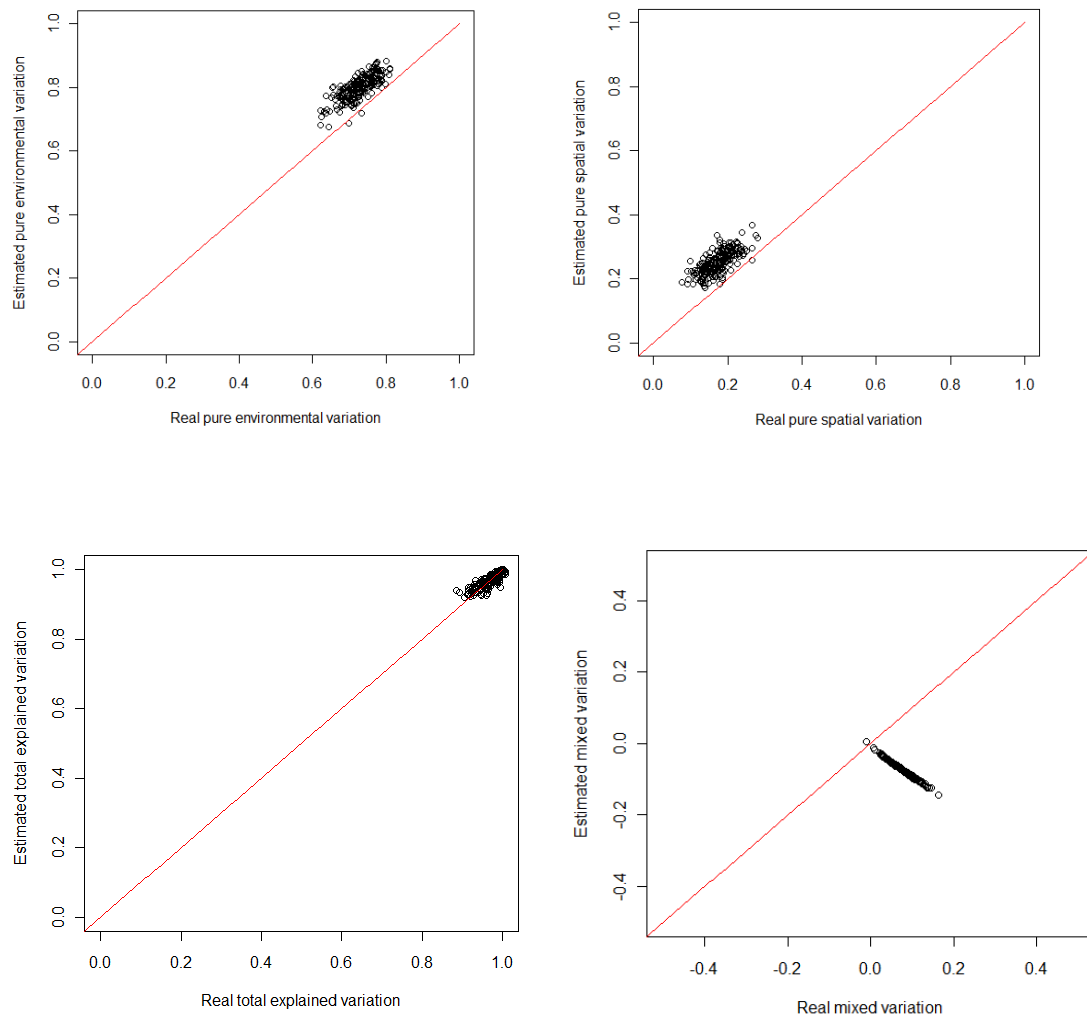 Estimated pure environmental variation
0.0 0.2 0.4 0.6 0.8 1.0
0.0 0.2 0.4 0.6 0.8 1.0
Real pure environmental variation
Estimated pure spatial variation
0.0 0.2 0.4 0.6 0.8 1.0
0.0 0.2 0.4 0.6 0.8 1.0
Real pure spatial variation
Estimated total explained variation
0.0 0.2 0.4 0.6 0.8 1.0
0.0 0.2 0.4 0.6 0.8 1.0
Real total explained variation
Estimated mixed variation
-0.4 -0.2 0.0 0.2 0.4
-0.4 -0.2 0.0 0.2 0.4
Real mixed variation